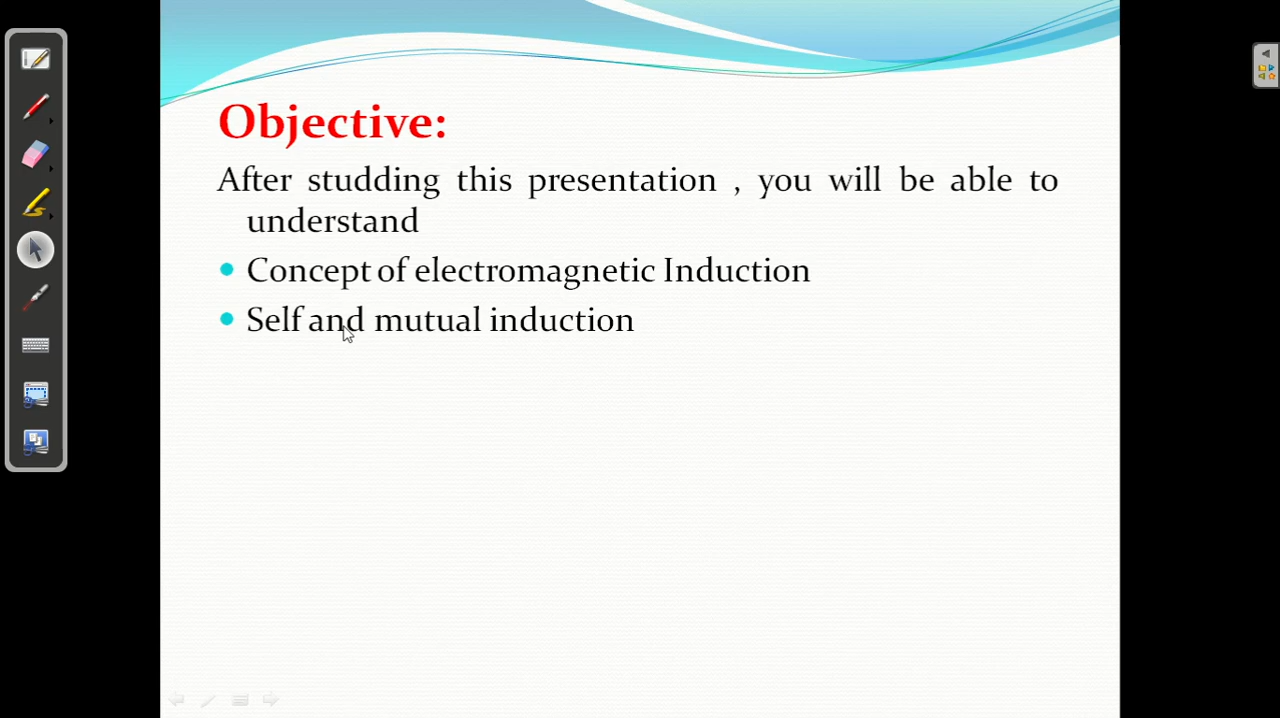 Objective:
After studding this presentation , you will be able to
understand
• Concept of electromagnetic Induction
• Self and mutual induction